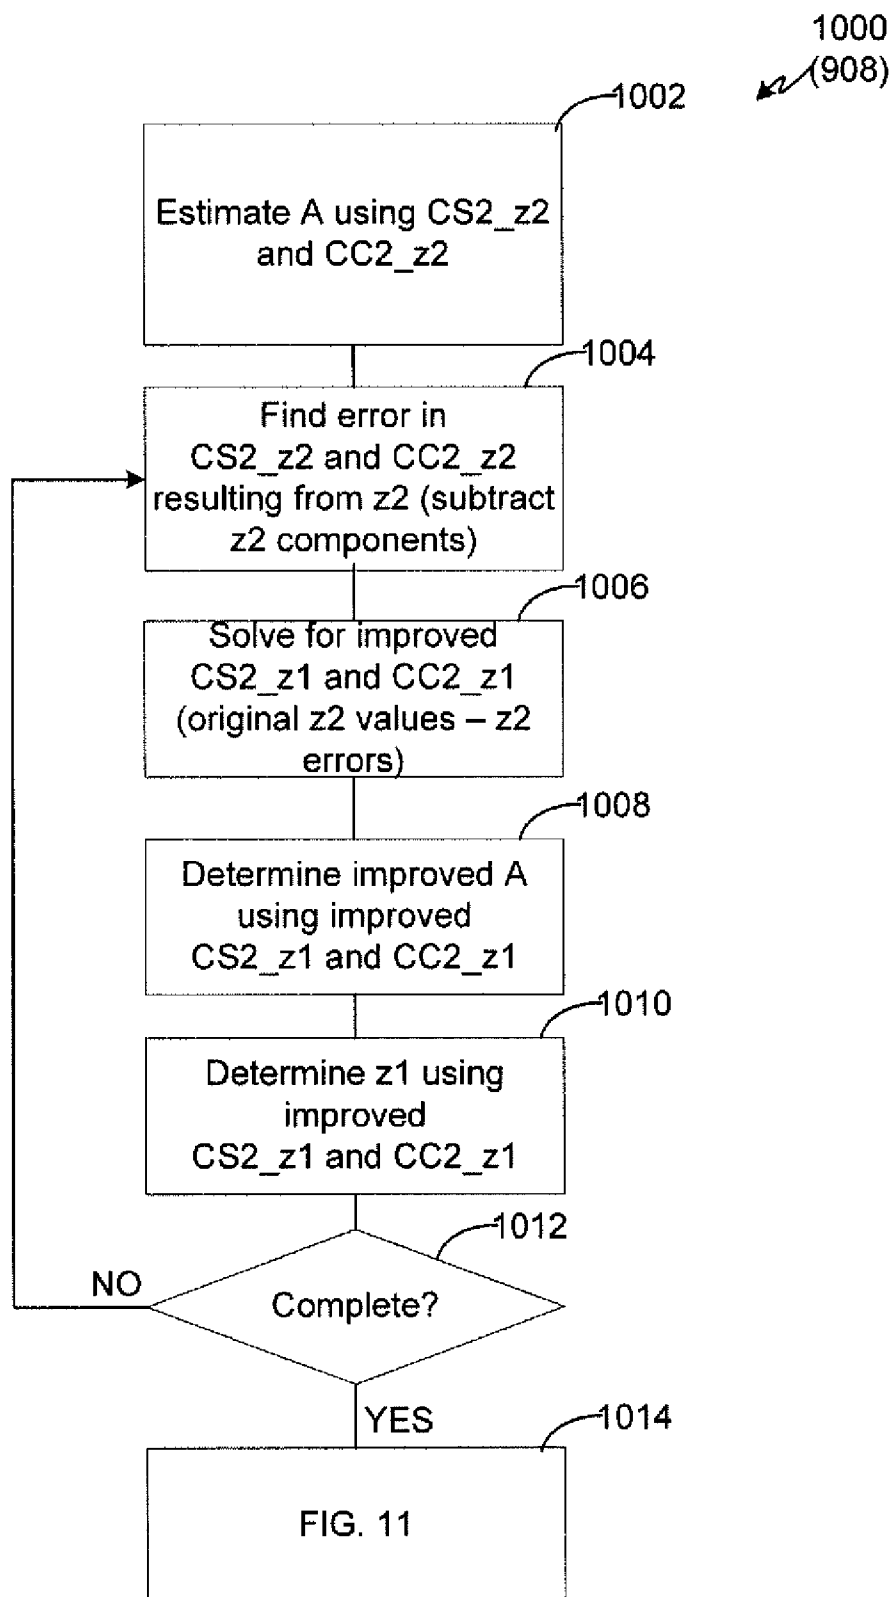 1000
(908)
1002
Estimate A using CS2_z2
and CC2_z2
1004
Find error in
CS2_z2 and CC2_z2
resulting from z2 (subtract
z2 components)
1006
Solve for improved
CS2_z1 and CC2_z1
(original z2 values – z2
errors)
1008
Determine improved A
using improved
CS2_z1 and CC2_z1
1010
Determine z1 using
improved
CS2_z1 and CC2_z1
1012
NO
Complete?
YES
1014
FIG. 11